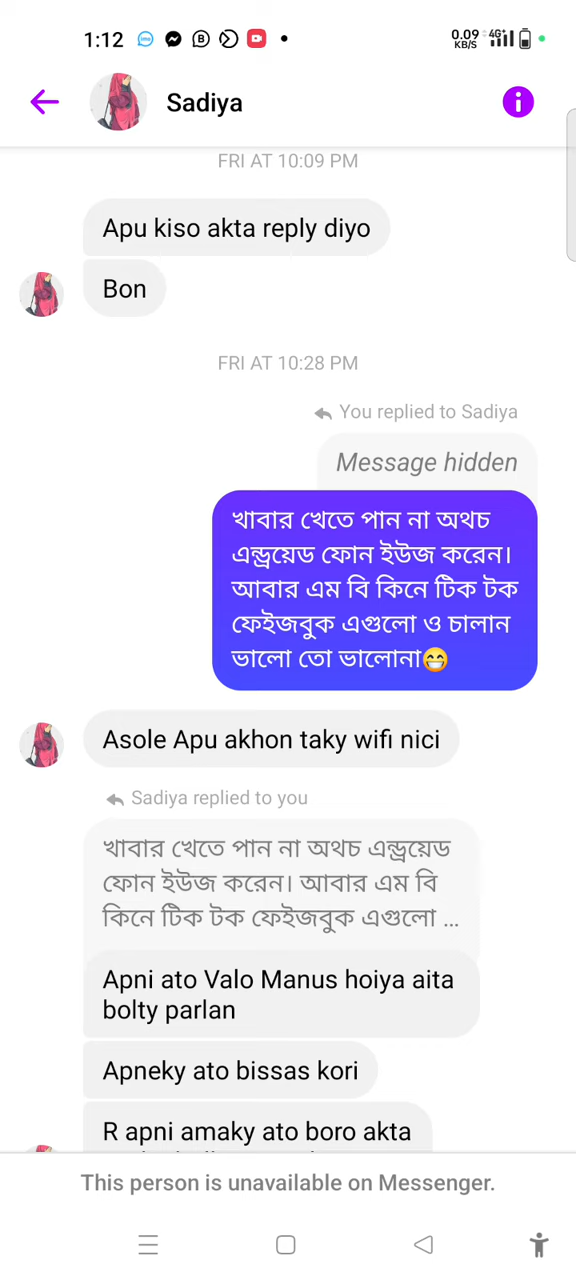 1:12
0.09
KB/S
4G+
Sadiya
FRI AT 10:09 PM
Apu kiso akta reply diyo
Bon
FRI AT 10:28 PM
You replied to Sadiya
Message hidden
খাবার খেতে পান না অথচ
এন্ড্রয়েড ফোন ইউজ করেন।
আবার এম বি কিনে টিক টক
ফেইজবুক এগুলো ও চালান
ভালো তো ভালোনা😁
Asole Apu akhon taky wifi nici
Sadiya replied to you
খাবার খেতে পান না অথচ এন্ড্রয়েড
ফোন ইউজ করেন। আবার এম বি
কিনে টিক টক ফেইজবুক এগুলো ...
Apni ato Valo Manus hoiya aita
bolty parlan
Apneky ato bissas kori
R apni amaky ato boro akta
This person is unavailable on Messenger.